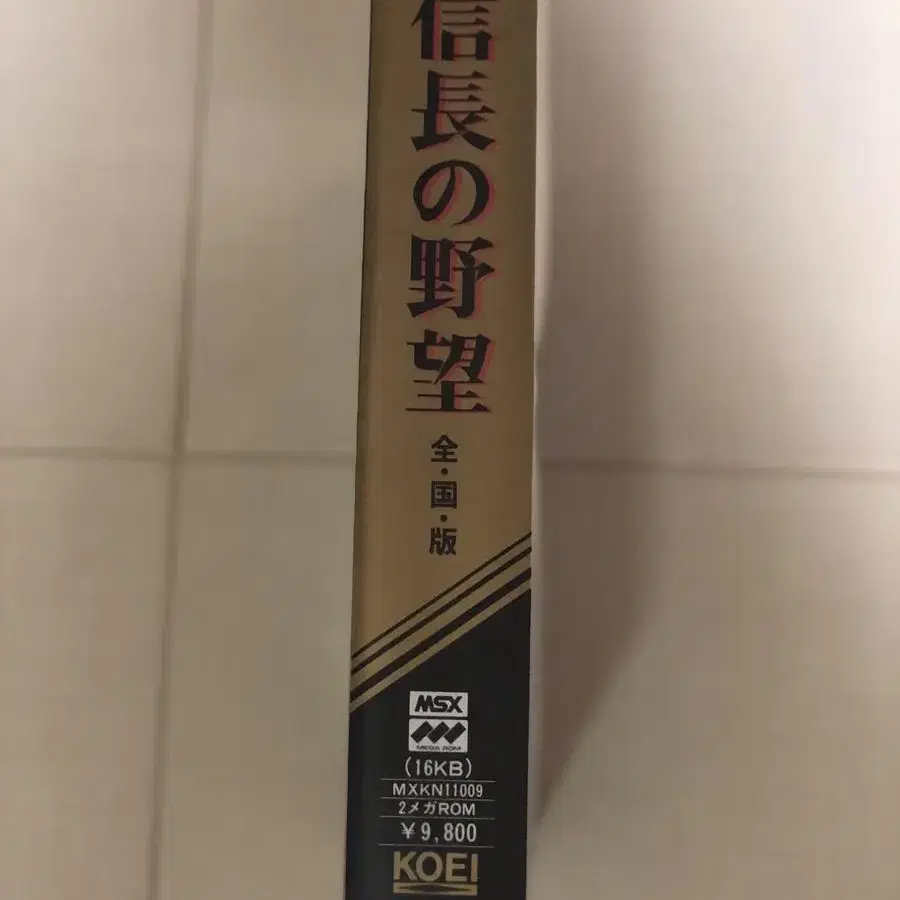 信長の野望
全・国・版
MSX
MEGA ROM
(16KB)
MXKN11009
2メガROM
￥9,800
KOEI